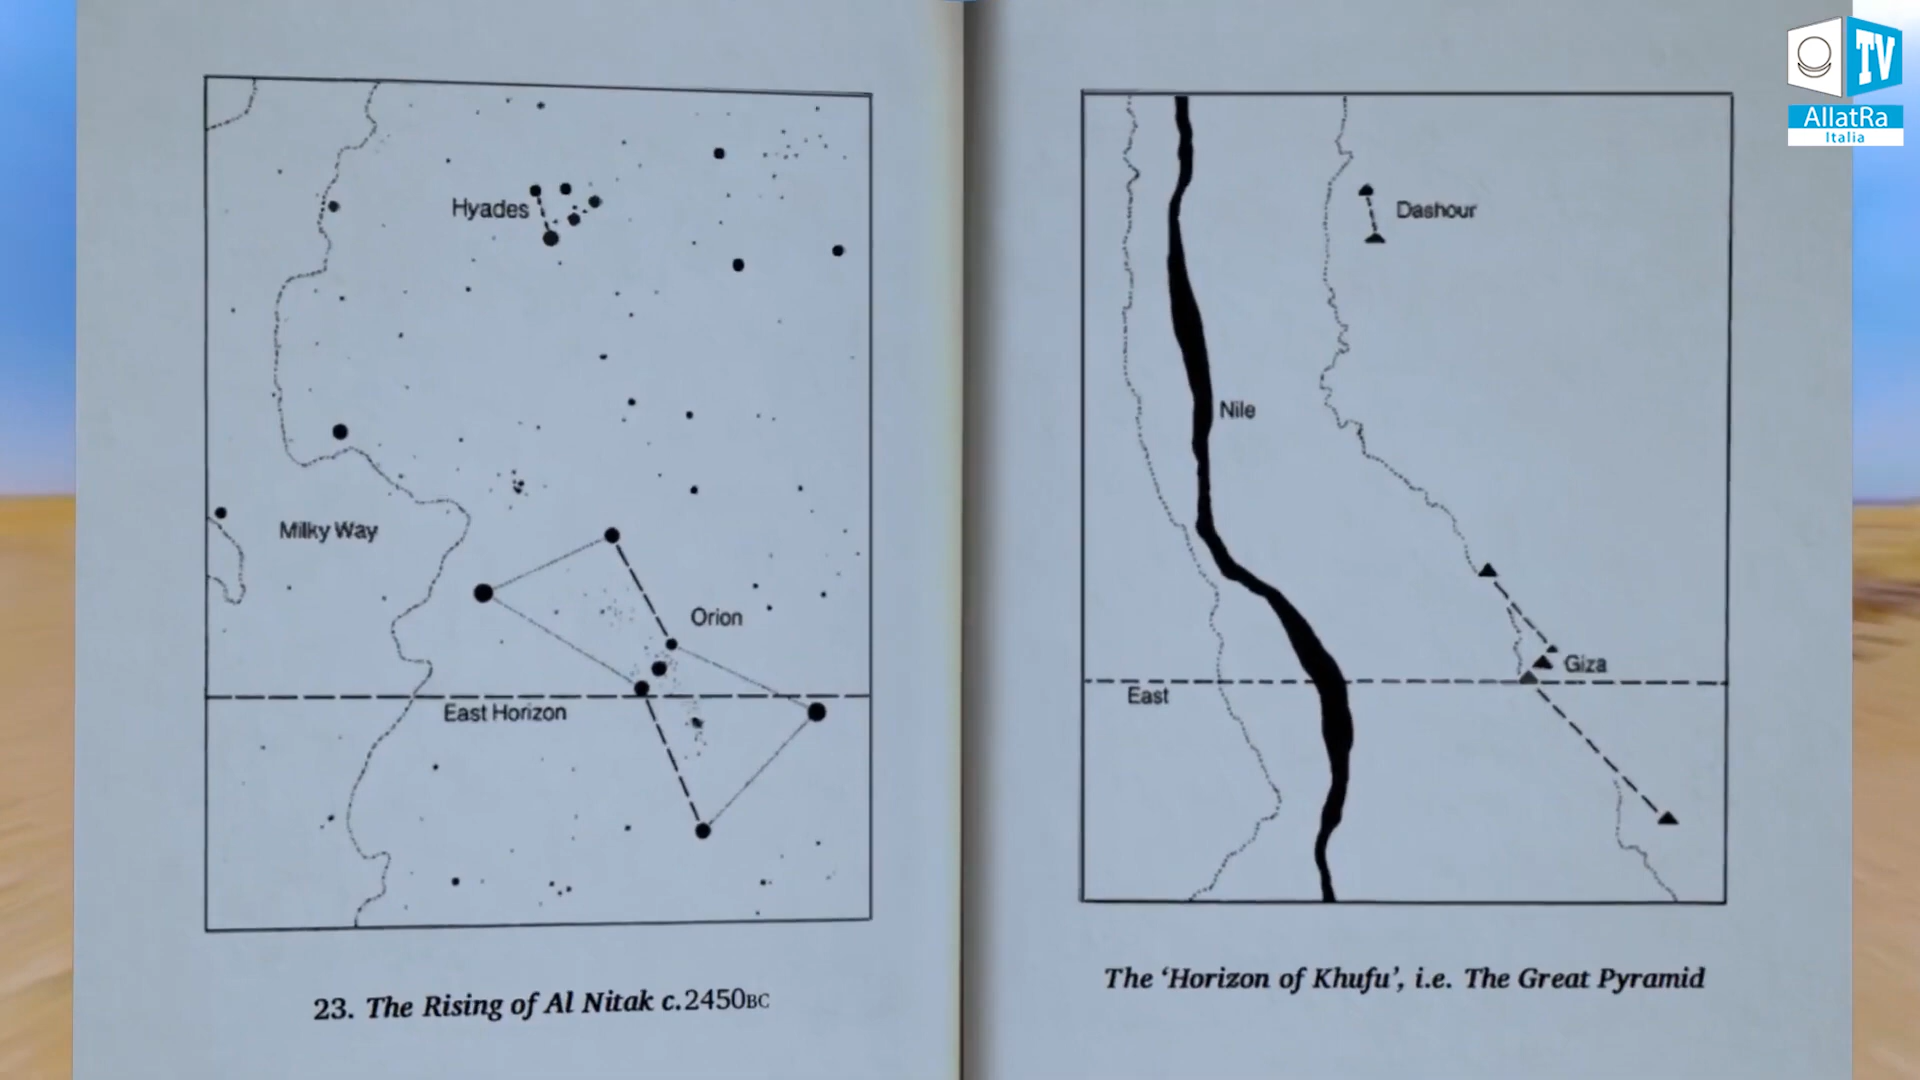 Hyades
Milky Way
Orion
East Horizon
23. The Rising of Al Nitak c.2450BC
Dashour
Nile
Giza
East
The ‘Horizon of Khufu’, i.e. The Great Pyramid
TV
AllatRa
Italia